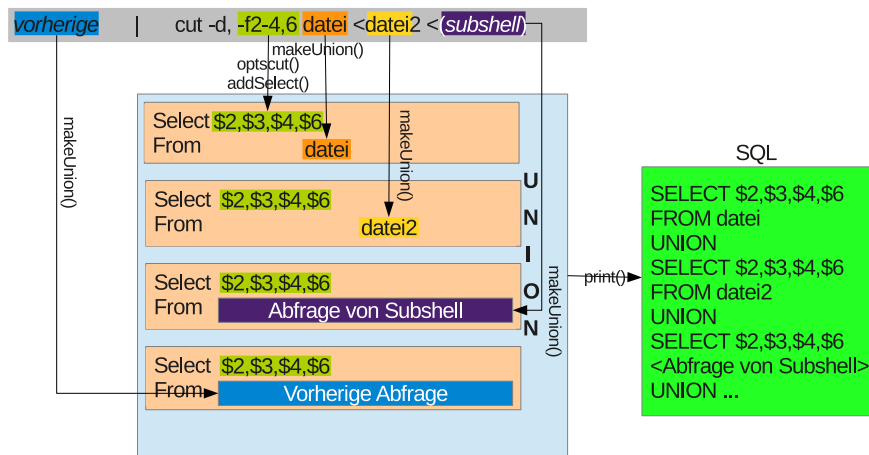 vorherige | cut -d, -f2-4,6 datei <datei2 <(subshell)
makeUnion()
optscut()
addSelect()
makeUnion()
makeUnion()
makeUnion()
Select $2,$3,$4,$6
From datei
Select $2,$3,$4,$6
From datei2
Select $2,$3,$4,$6
From Abfrage von Subshell
Select $2,$3,$4,$6
From Vorherige Abfrage
UNION
print()
SQL
SELECT $2,$3,$4,$6
FROM datei
UNION
SELECT $2,$3,$4,$6
FROM datei2
UNION
SELECT $2,$3,$4,$6
<Abfrage von Subshell>
UNION ...